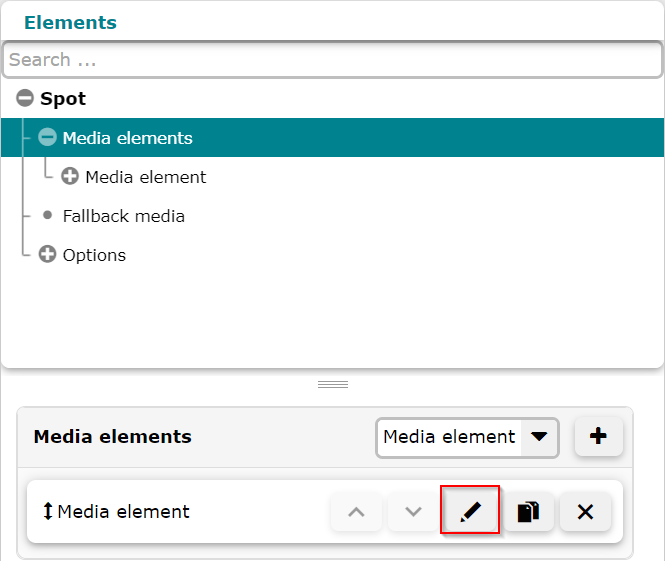 Elements
Search ...
Spot
Media elements
Media element
Fallback media
Options
Media elements
Media element
Media element